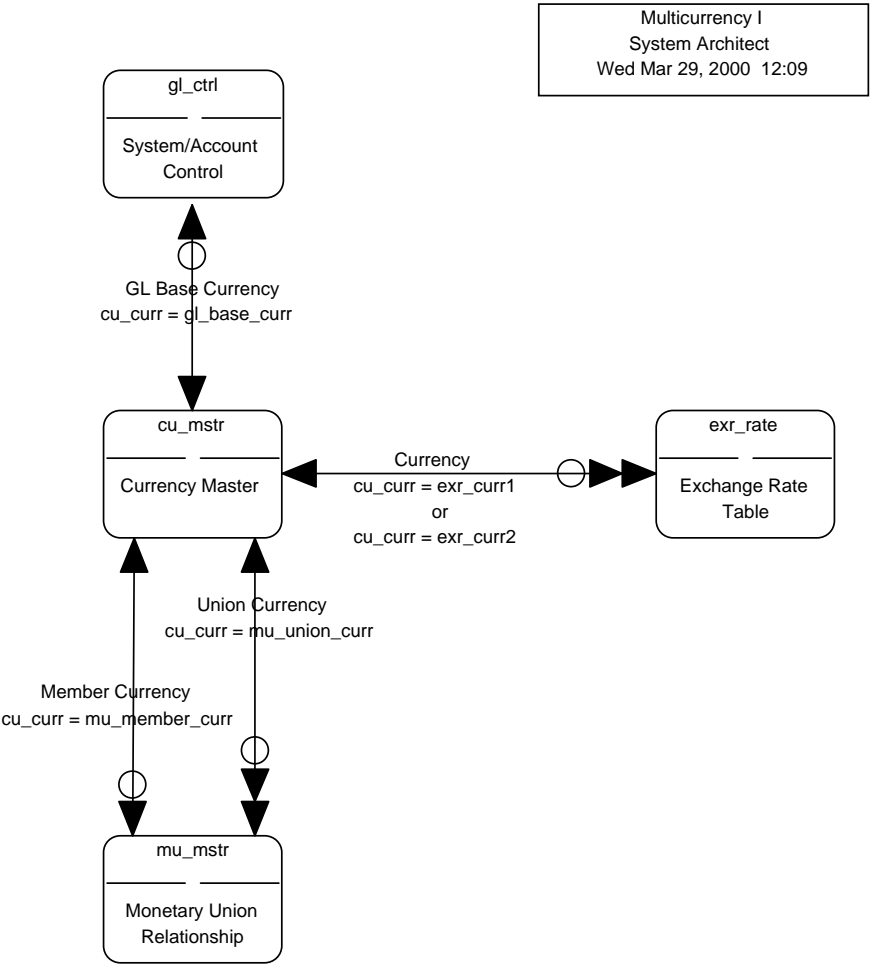 Multicurrency I
System Architect
Wed Mar 29, 2000  12:09
gl_ctrl
System/Account
Control
GL Base Currency
cu_curr = gl_base_curr
cu_mstr
Currency Master
Currency
cu_curr = exr_curr1
or
cu_curr = exr_curr2
exr_rate
Exchange Rate
Table
Union Currency
cu_curr = mu_union_curr
Member Currency
cu_curr = mu_member_curr
mu_mstr
Monetary Union
Relationship